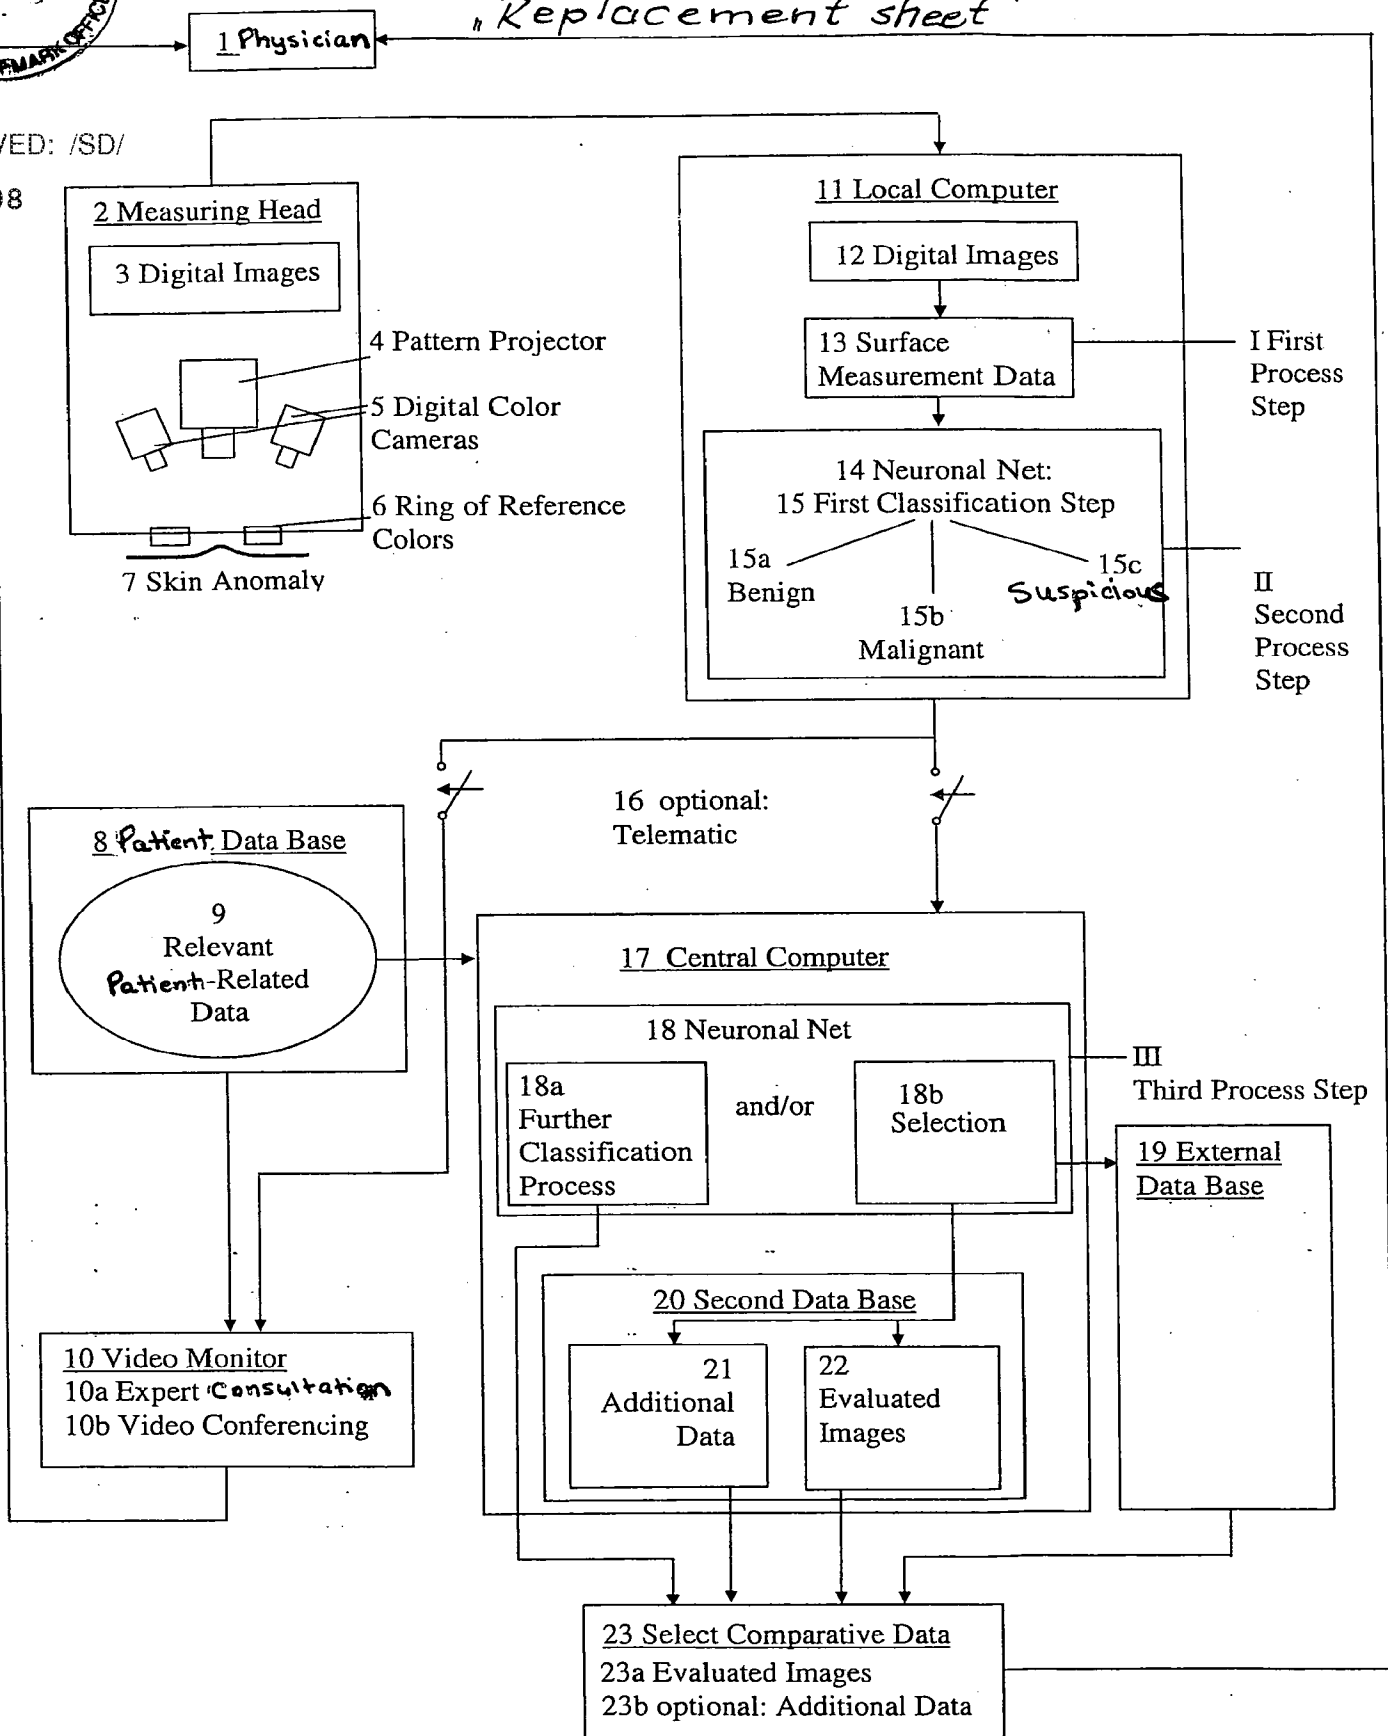 "Replacement sheet
1 Physician
MARK OFFICE
VED: /SD/
2 Measuring Head
3 Digital Images
4 Pattern Projector
5 Digital Color
Cameras
6 Ring of Reference
Colors
7 Skin Anomaly
11 Local Computer
12 Digital Images
13 Surface
Measurement Data
I First
Process
Step
14 Neuronal Net:
15 First Classification Step
15a
Benign
15b
Malignant
15c
Suspicious
II
Second
Process
Step
16 optional:
Telematic
8 Patient Data Base
9
Relevant
Patient-Related
Data
17 Central Computer
18 Neuronal Net
18a
Further
Classification
Process
and/or
18b
Selection
III
Third Process Step
19 External
Data Base
20 Second Data Base
21
Additional
Data
22
Evaluated
Images
10 Video Monitor
10a Expert Consultation
10b Video Conferencing
23 Select Comparative Data
23a Evaluated Images
23b optional: Additional Data